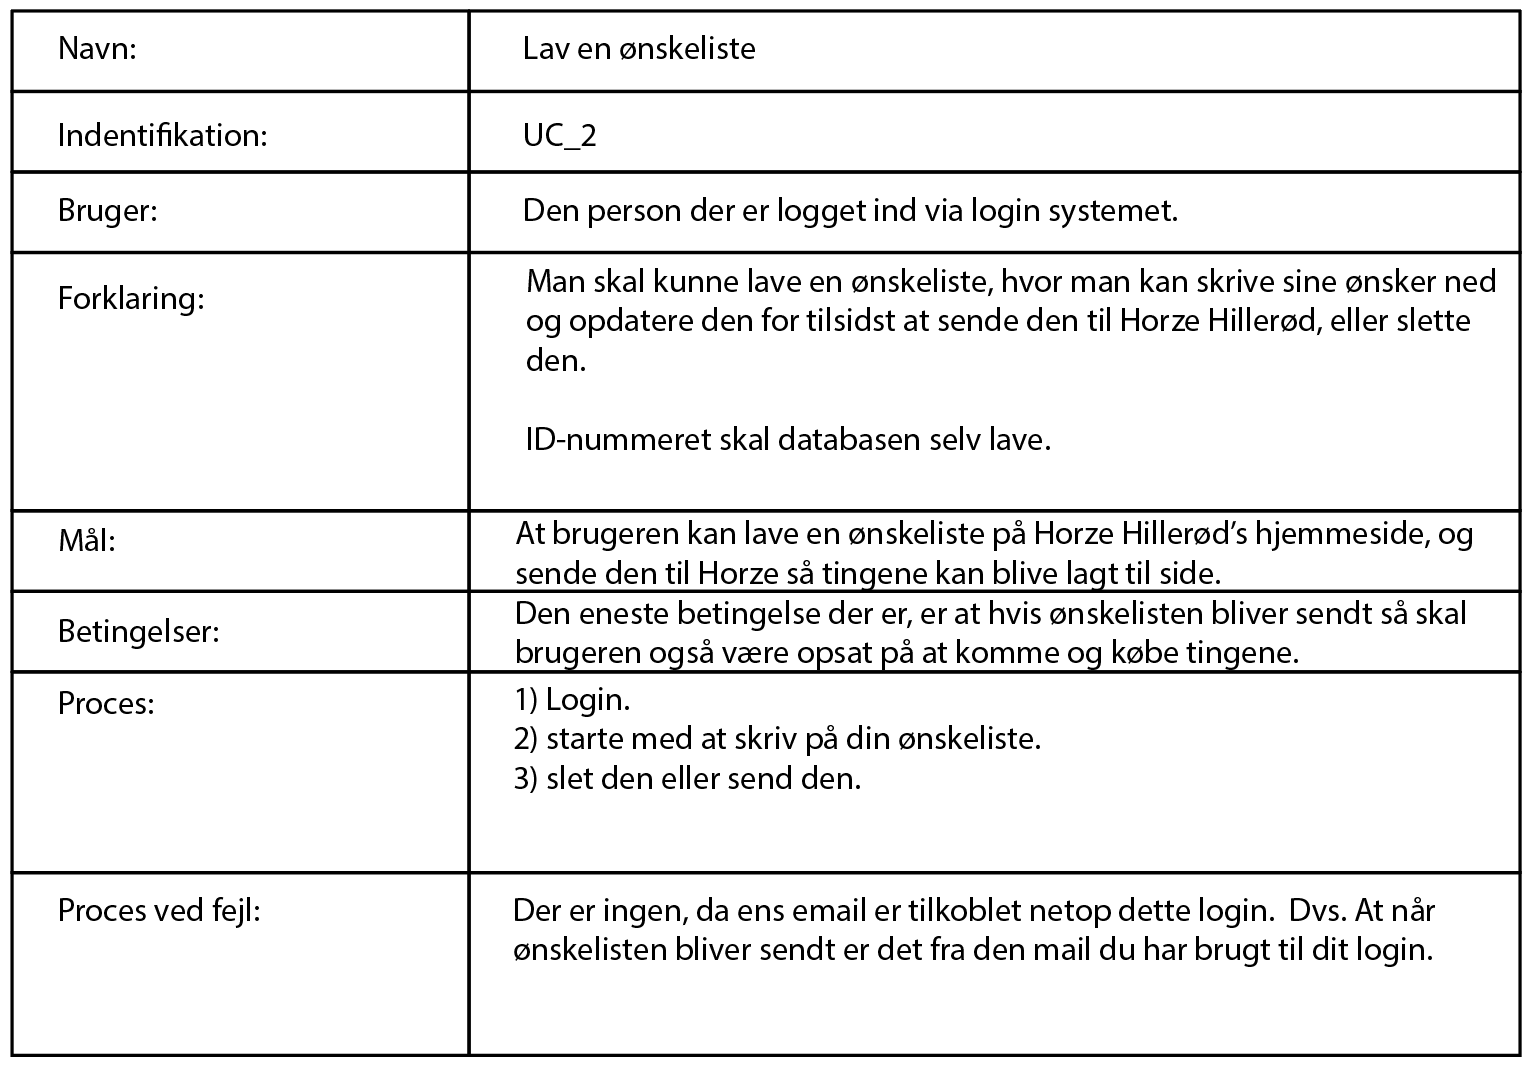 Navn:
Lav en ønskeliste
Indentifikation:
UC_2
Bruger:
Den person der er logget ind via login systemet.
Forklaring:
Man skal kunne lave en ønskeliste, hvor man kan skrive sine ønsker ned
og opdatere den for tilsidst at sende den til Horze Hillerød, eller slette
den.
ID-nummeret skal databasen selv lave.
Mål:
At brugeren kan lave en ønskeliste på Horze Hillerød’s hjemmeside, og
sende den til Horze så tingene kan blive lagt til side.
Betingelser:
Den eneste betingelse der er, er at hvis ønskelisten bliver sendt så skal
brugeren også være opsat på at komme og købe tingene.
Proces:
1) Login.
2) starte med at skriv på din ønskeliste.
3) slet den eller send den.
Proces ved fejl:
Der er ingen, da ens email er tilkoblet netop dette login.  Dvs. At når
ønskelisten bliver sendt er det fra den mail du har brugt til dit login.